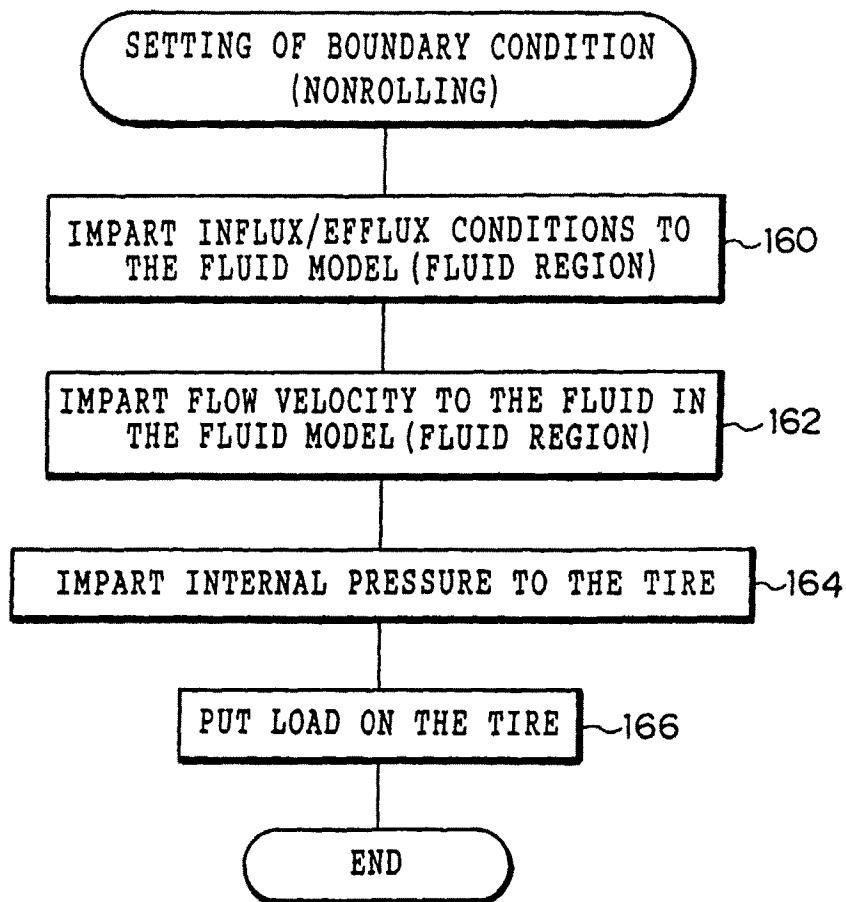 SETTING OF BOUNDARY CONDITION
(NONROLLING)
IMPART INFLUX/EFFLUX CONDITIONS TO
THE FLUID MODEL (FLUID REGION)
160
IMPART FLOW VELOCITY TO THE FLUID IN
THE FLUID MODEL (FLUID REGION)
162
IMPART INTERNAL PRESSURE TO THE TIRE
164
PUT LOAD ON THE TIRE
166
END